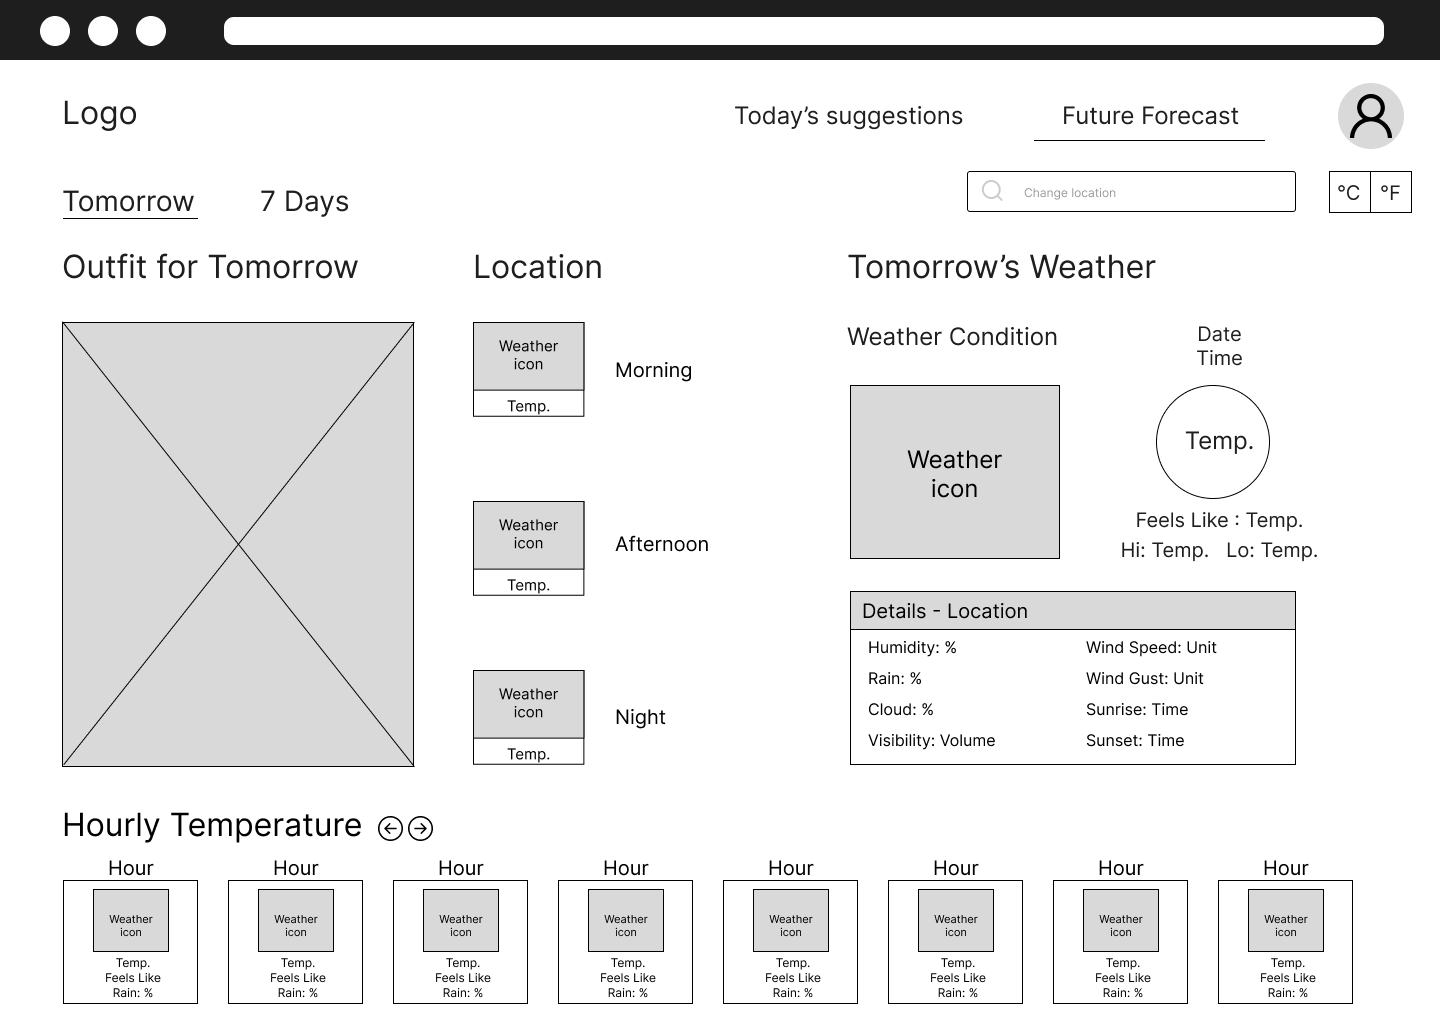 Logo
Today’s suggestions
Future Forecast
Tomorrow
7 Days
Change location
°C
°F
Outfit for Tomorrow
Location
Weather
icon
Temp.
Morning
Weather
icon
Temp.
Afternoon
Weather
icon
Temp.
Night
Tomorrow’s Weather
Weather Condition
Weather
icon
Date
Time
Temp.
Feels Like : Temp.
Hi: Temp. Lo: Temp.
Details - Location
Humidity: %
Rain: %
Cloud: %
Visibility: Volume
Wind Speed: Unit
Wind Gust: Unit
Sunrise: Time
Sunset: Time
Hourly Temperature
Hour
Weather
icon
Temp.
Feels Like
Rain: %
Hour
Weather
icon
Temp.
Feels Like
Rain: %
Hour
Weather
icon
Temp.
Feels Like
Rain: %
Hour
Weather
icon
Temp.
Feels Like
Rain: %
Hour
Weather
icon
Temp.
Feels Like
Rain: %
Hour
Weather
icon
Temp.
Feels Like
Rain: %
Hour
Weather
icon
Temp.
Feels Like
Rain: %
Hour
Weather
icon
Temp.
Feels Like
Rain: %